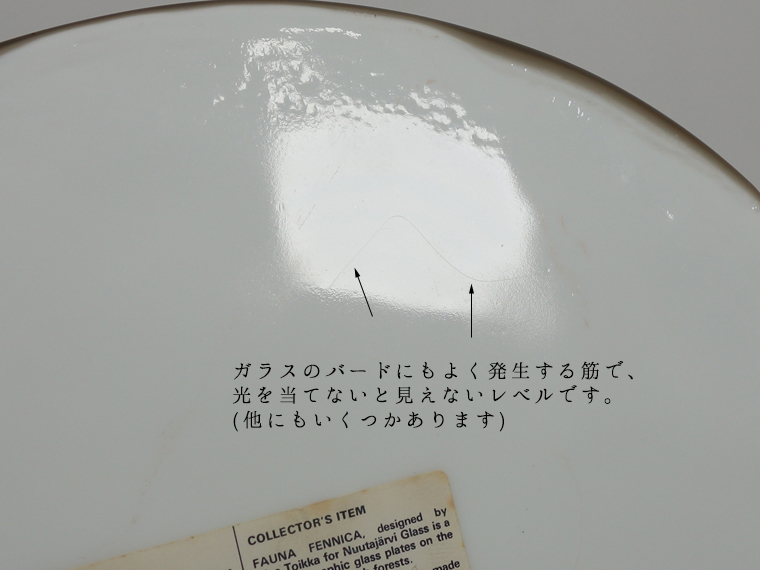 ガラスのバードにもよく発生する筋で、
光を当てないと見えないレベルです。
(他にもいくつかあります)
COLLECTOR'S ITEM
FAUNA FENNICA, designed by
Toikka for Nuutajärvi Glass is a
glass plates on the
forests.
made